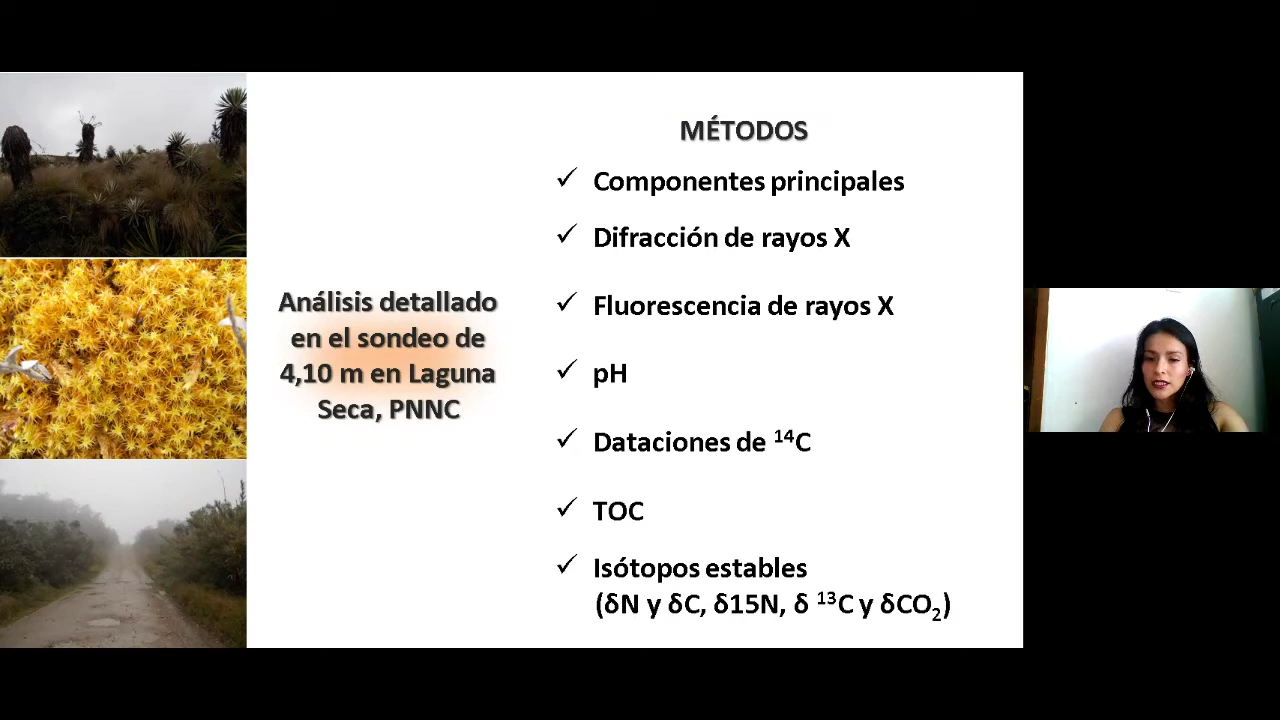 MÉTODOS
Análisis detallado
en el sondeo de
4,10 m en Laguna
Seca, PNNC
✓ Componentes principales
✓ Difracción de rayos X
✓ Fluorescencia de rayos X
✓ pH
✓ Dataciones de ¹⁴C
✓ TOC
✓ Isótopos estables
(δN y δC, δ15N, δ ¹³C y δCO₂)